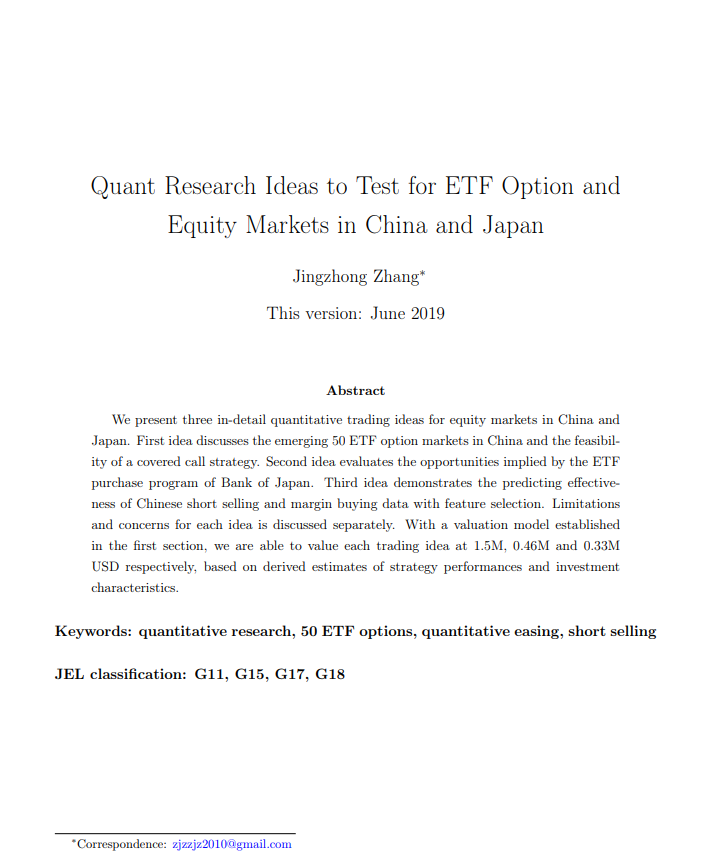 Quant Research Ideas to Test for ETF Option and
Equity Markets in China and Japan
Jingzhong Zhang*
This version: June 2019
Abstract
We present three in-detail quantitative trading ideas for equity markets in China and
Japan. First idea discusses the emerging 50 ETF option markets in China and the feasibil-
ity of a covered call strategy. Second idea evaluates the opportunities implied by the ETF
purchase program of Bank of Japan. Third idea demonstrates the predicting effective-
ness of Chinese short selling and margin buying data with feature selection. Limitations
and concerns for each idea is discussed separately. With a valuation model established
in the first section, we are able to value each trading idea at 1.5M, 0.46M and 0.33M
USD respectively, based on derived estimates of strategy performances and investment
characteristics.
Keywords: quantitative research, 50 ETF options, quantitative easing, short selling
JEL classification: G11, G15, G17, G18
*Correspondence: zjzzjz2010@gmail.com